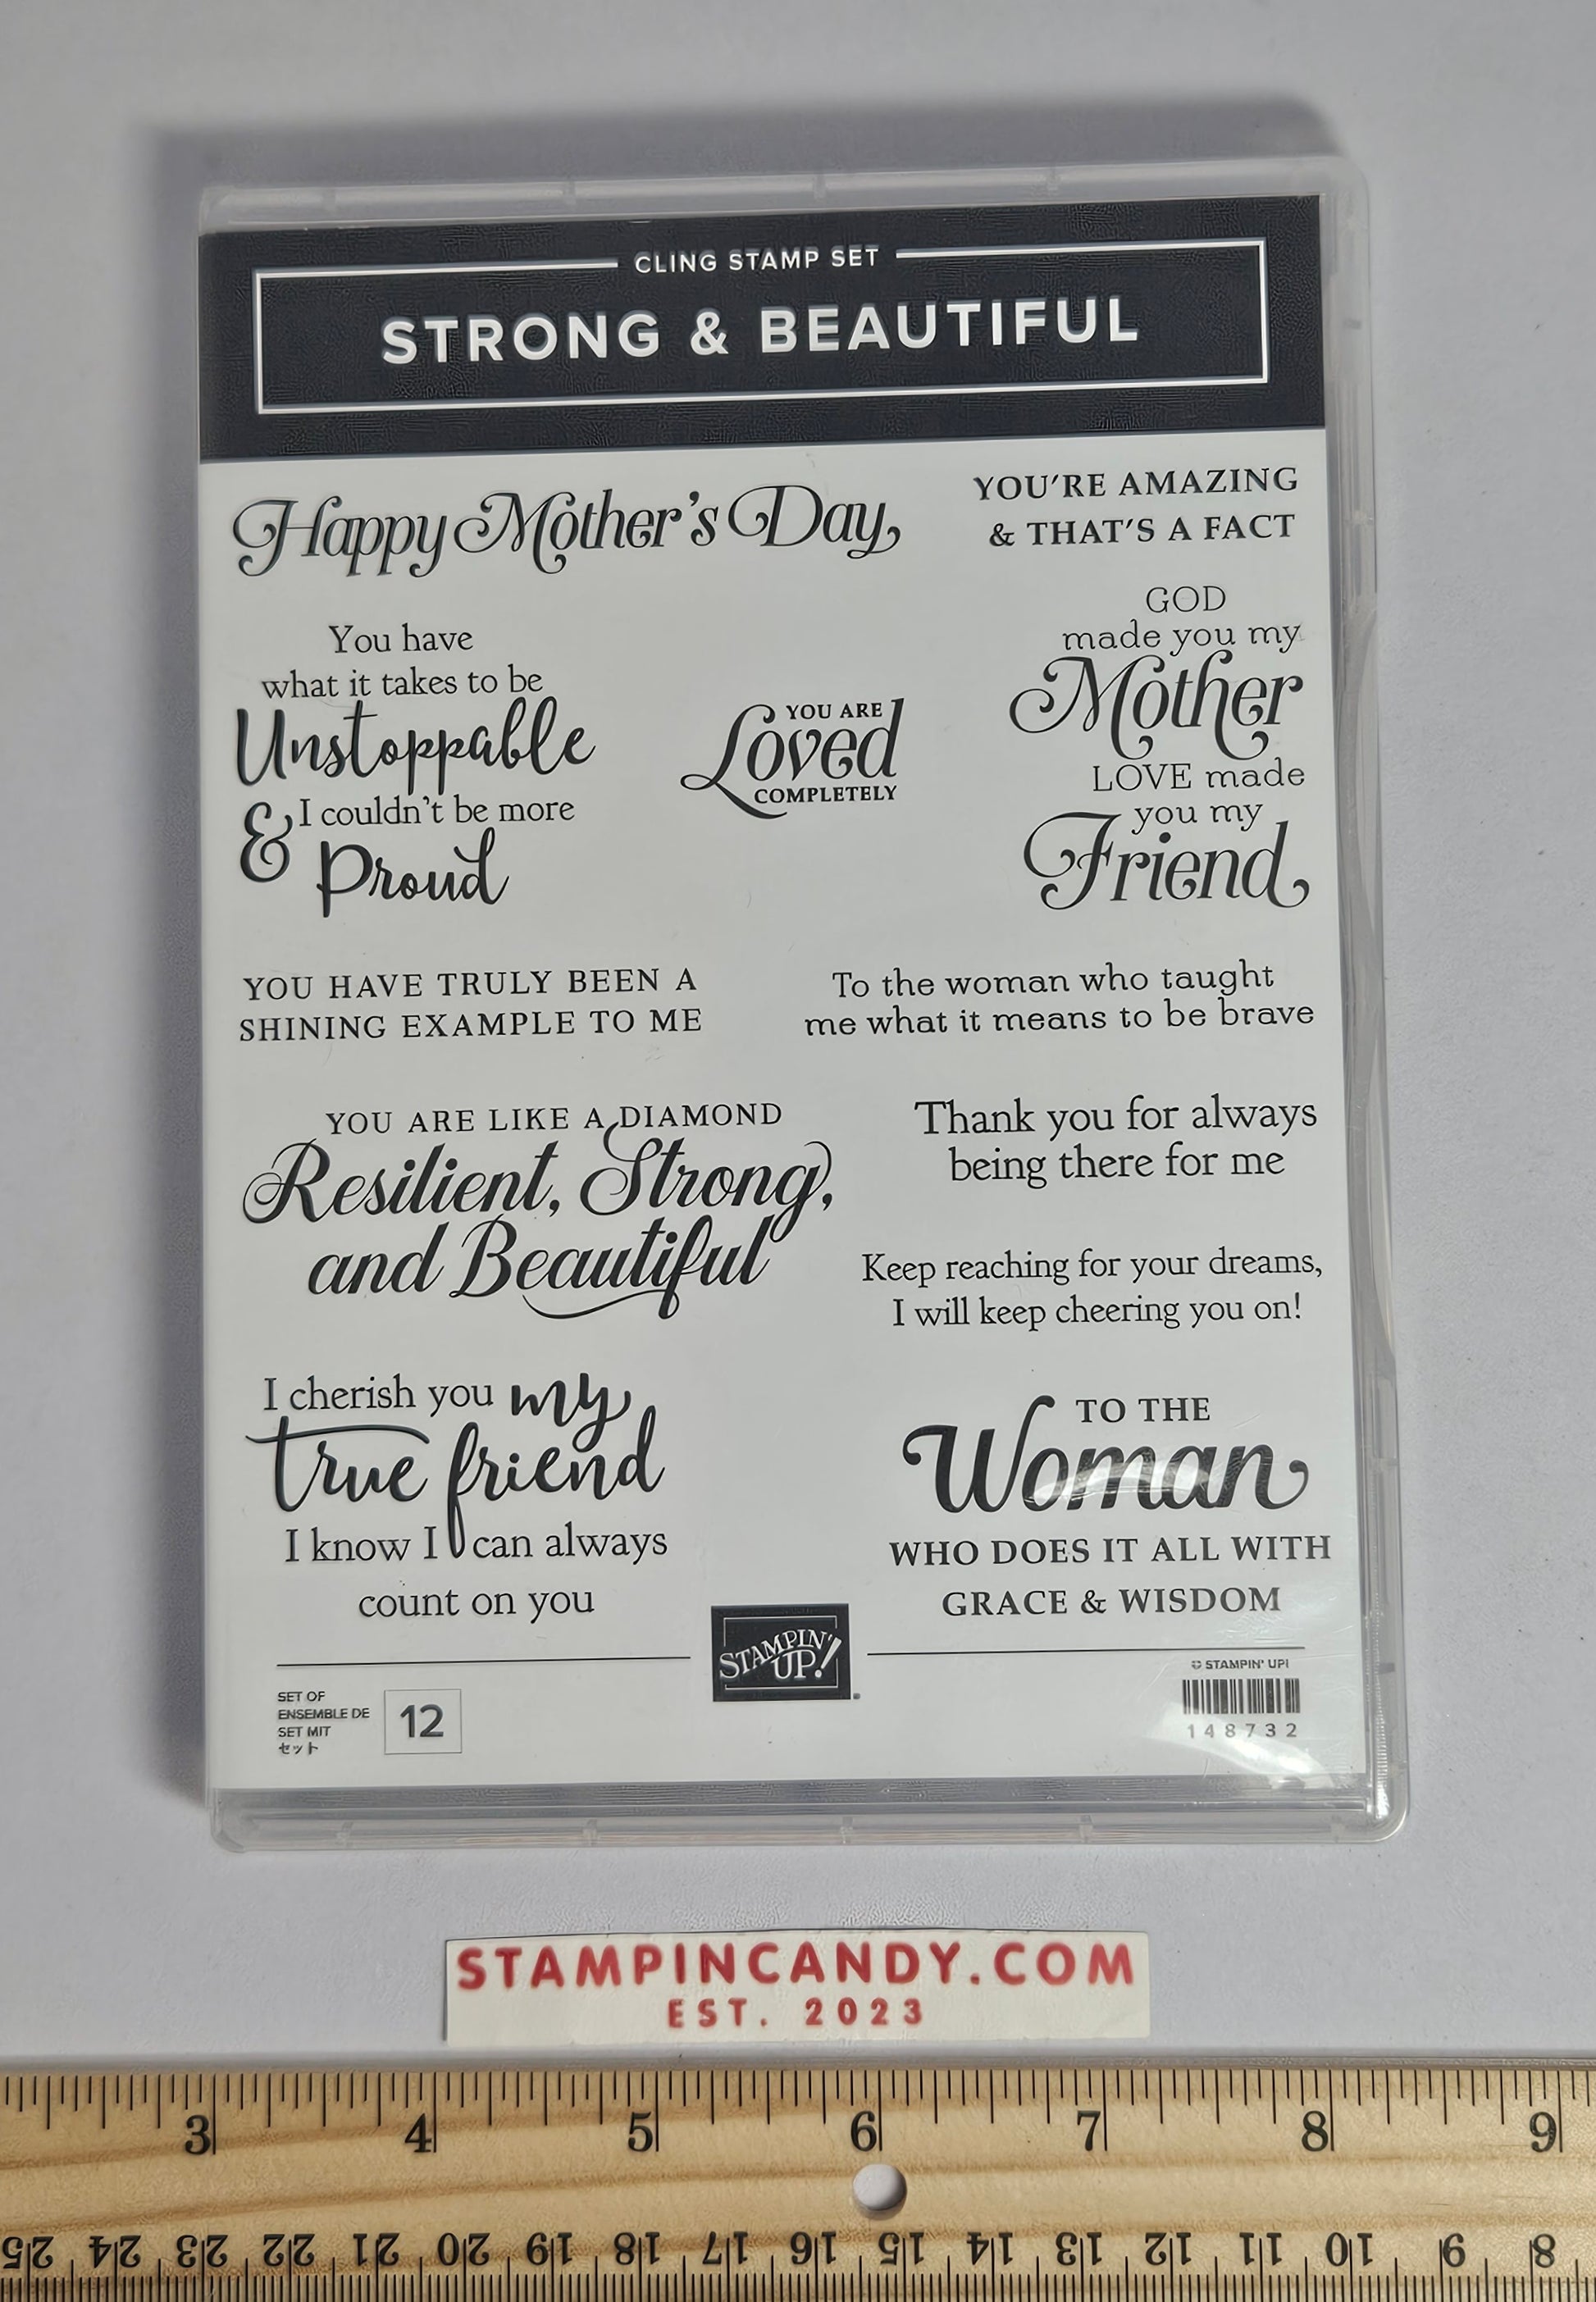 CLING STAMP SET
STRONG & BEAUTIFUL
Happy Mother's Day
YOU'RE AMAZING
& THAT'S A FACT
You have
what it takes to be
Unstoppable
& I couldn't be more
Proud
YOU ARE
Loved
COMPLETELY
GOD
made you my
Mother
LOVE made
you my
Friend
YOU HAVE TRULY BEEN A
SHINING EXAMPLE TO ME
To the woman who taught
me what it means to be brave
YOU ARE LIKE A DIAMOND
Resilient, Strong,
and Beautiful
Thank you for always
being there for me
Keep reaching for your dreams,
I will keep cheering you on!
I cherish you my
true friend
I know I can always
count on you
TO THE
Woman
WHO DOES IT ALL WITH
GRACE & WISDOM
STAMPIN'
UP!
SET OF
ENSEMBLE DE
SET MIT
セット
12
© STAMPIN' UP!
148732
STAMPINCANDY.COM
EST. 2023
3 4 5 6 7 8 9
25 24 23 22 21 20 19 18 17 16 15 14 13 12 11 10 9 8